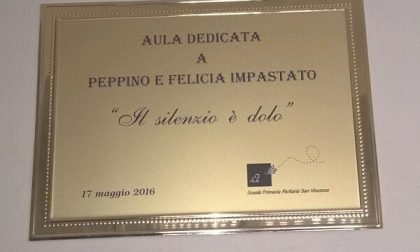 AULA DEDICATA
A
PEPPINO E FELICIA IMPASTATO
"Il silenzio è dolo"
17 maggio 2016
Scuola Primaria Paritaria San Vincenzo